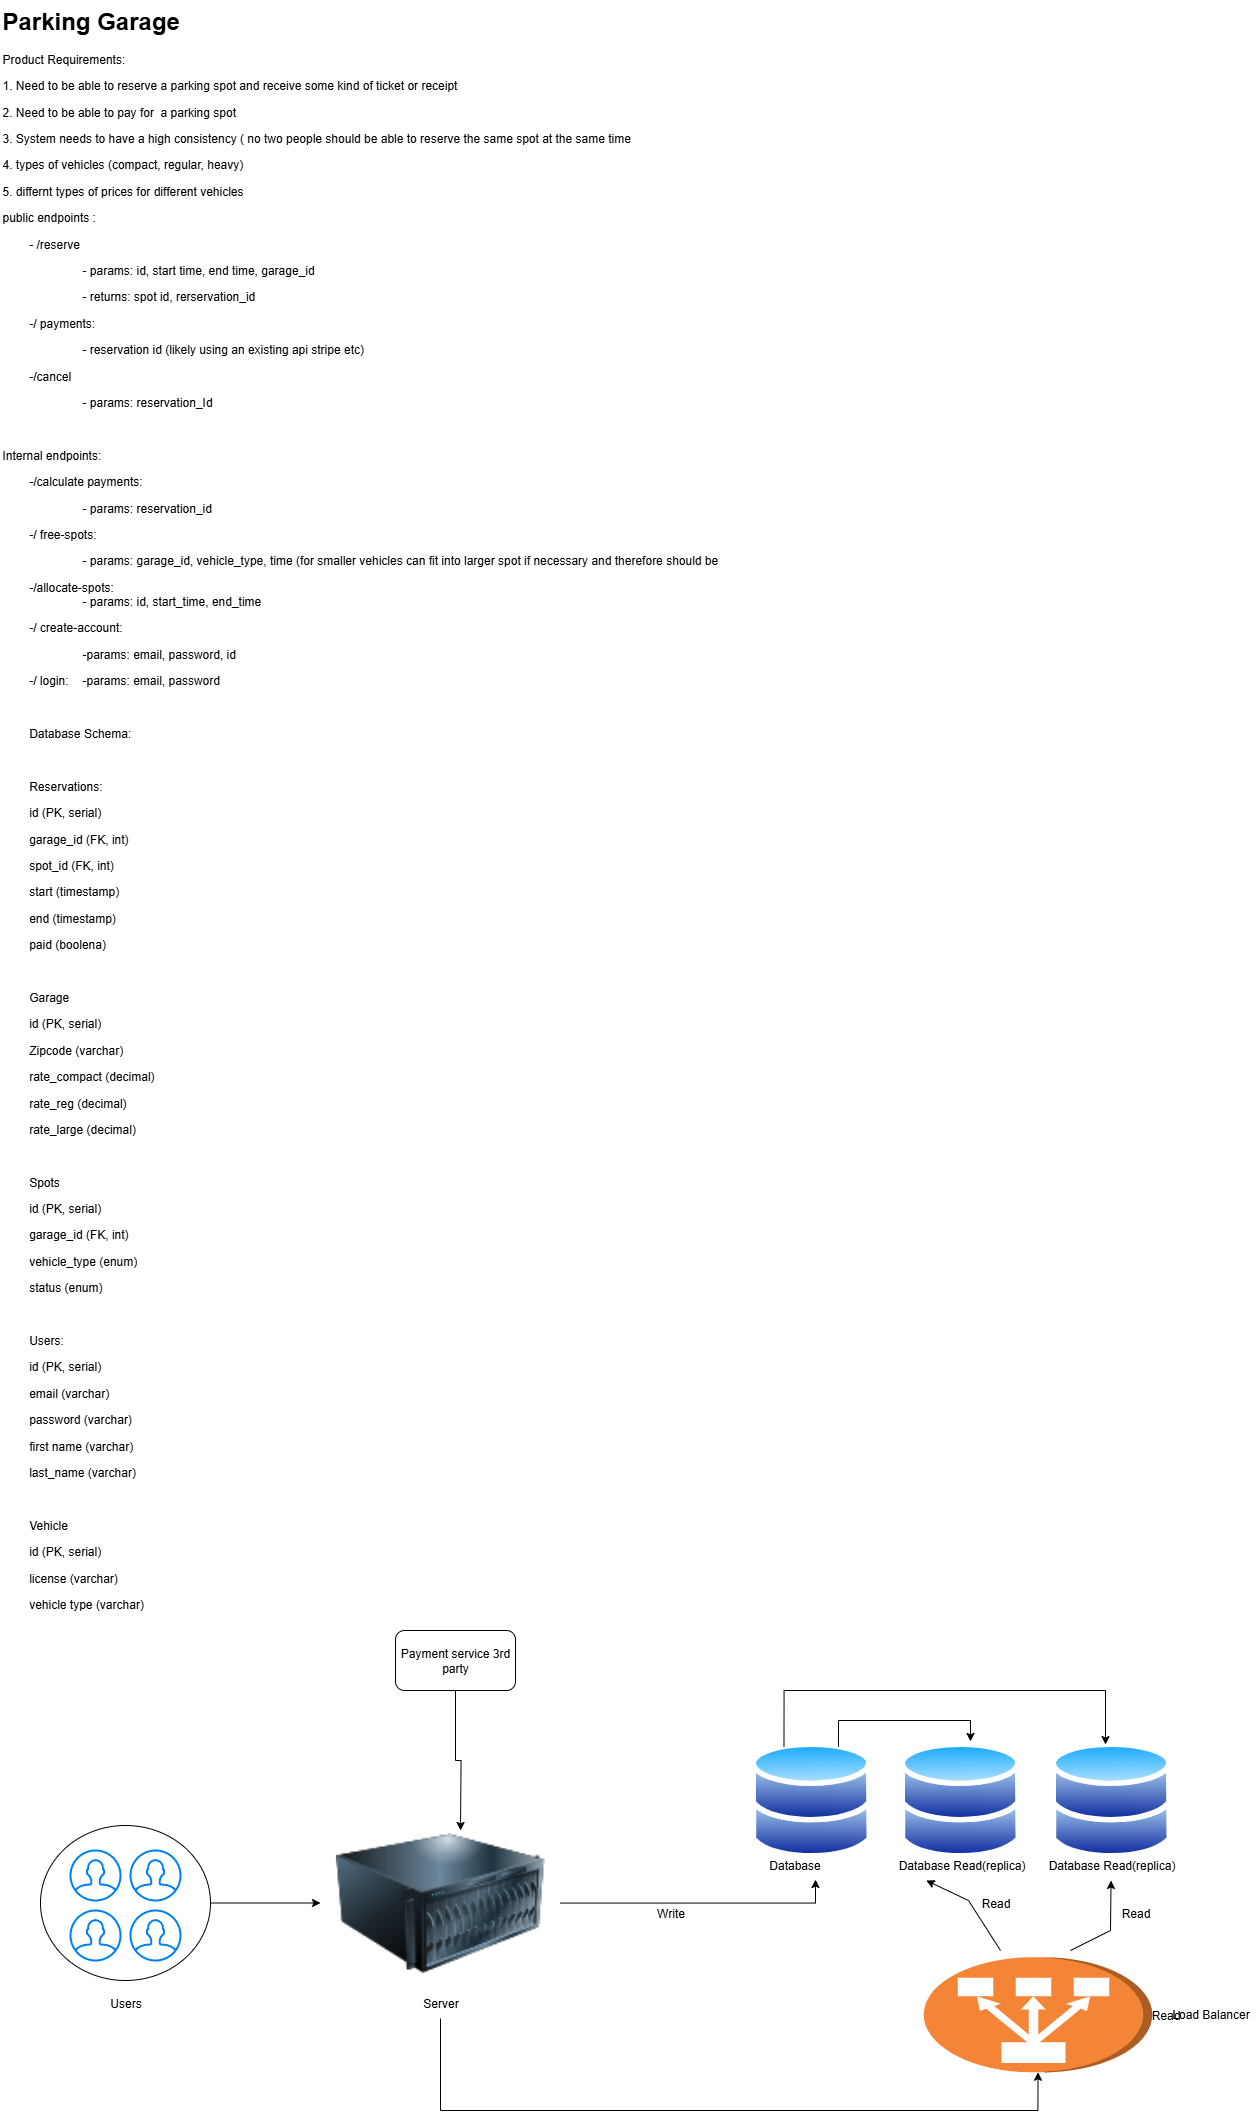 Parking Garage
Product Requirements:
1. Need to be able to reserve a parking spot and receive some kind of ticket or receipt
2. Need to be able to pay for  a parking spot
3. System needs to have a high consistency ( no two people should be able to reserve the same spot at the same time
4. types of vehicles (compact, regular, heavy)
5. differnt types of prices for different vehicles
public endpoints :
- /reserve
- params: id, start time, end time, garage_id
- returns: spot id, rerservation_id
-/ payments:
- reservation id (likely using an existing api stripe etc)
-/cancel
- params: reservation_Id
Internal endpoints:
-/calculate payments:
- params: reservation_id
-/ free-spots:
- params: garage_id, vehicle_type, time (for smaller vehicles can fit into larger spot if necessary and therefore should be
-/allocate-spots:
- params: id, start_time, end_time
-/ create-account:
-params: email, password, id
-/ login: -params: email, password
Database Schema:
Reservations:
id (PK, serial)
garage_id (FK, int)
spot_id (FK, int)
start (timestamp)
end (timestamp)
paid (boolena)
Garage
id (PK, serial)
Zipcode (varchar)
rate_compact (decimal)
rate_reg (decimal)
rate_large (decimal)
Spots
id (PK, serial)
garage_id (FK, int)
vehicle_type (enum)
status (enum)
Users:
id (PK, serial)
email (varchar)
password (varchar)
first name (varchar)
last_name (varchar)
Vehicle
id (PK, serial)
license (varchar)
vehicle type (varchar)
Payment service 3rd
party
Database
Database Read(replica)
Database Read(replica)
Write
Read
Read
Users
Server
Read
Load Balancer